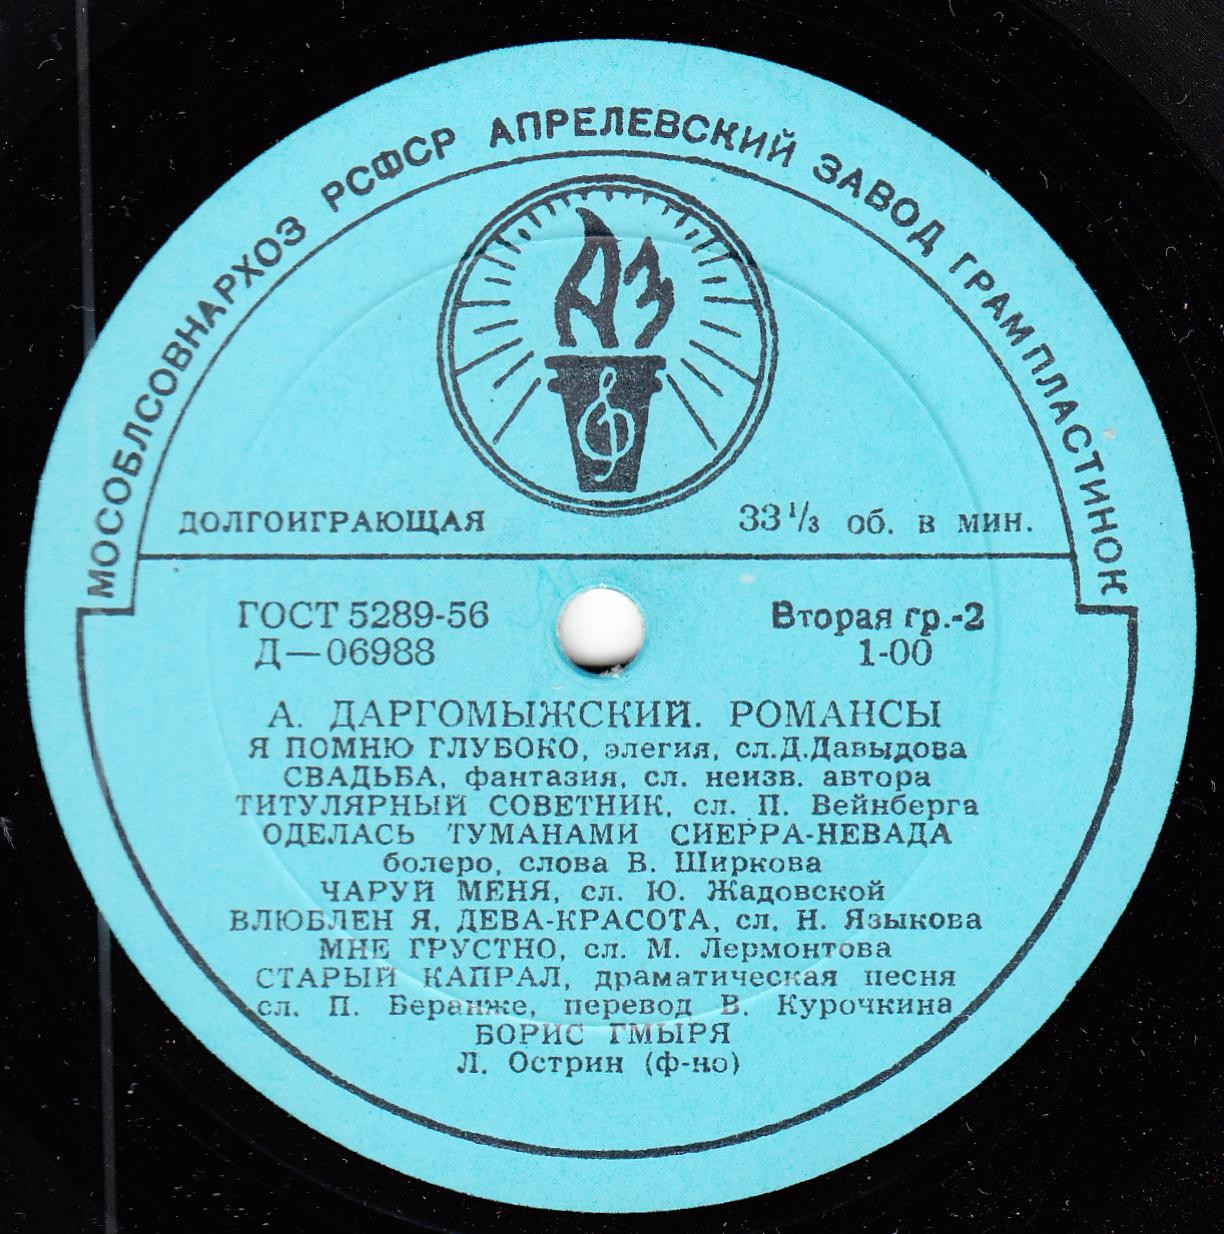 МОСОБЛСОВНАРХОЗ РСФСР АПРЕЛЕВСКИЙ ЗАВОД ГРАМПЛАСТИНОК
АЗ
ДОЛГОИГРАЮЩАЯ 33 1/3 об. в мин.
ГОСТ 5289-56 Вторая гр.-2
Д—06988 1-00
А. ДАРГОМЫЖСКИЙ. РОМАНСЫ
Я ПОМНЮ ГЛУБОКО, элегия, сл.Д.Давыдова
СВАДЬБА, фантазия, сл. неизв. автора
ТИТУЛЯРНЫЙ СОВЕТНИК, сл. П. Вейнберга
ОДЕЛАСЬ ТУМАНАМИ СИЕРРА-НЕВАДА
болеро, слова В. Ширкова
ЧАРУЙ МЕНЯ, сл. Ю. Жадовской
ВЛЮБЛЕН Я, ДЕВА-КРАСОТА, сл. Н. Языкова
МНЕ ГРУСТНО, сл. М. Лермонтова
СТАРЫЙ КАПРАЛ, драматическая песня
сл. П. Беранже, перевод В. Курочкина
БОРИС ГМЫРЯ
Л. Острин (ф-но)